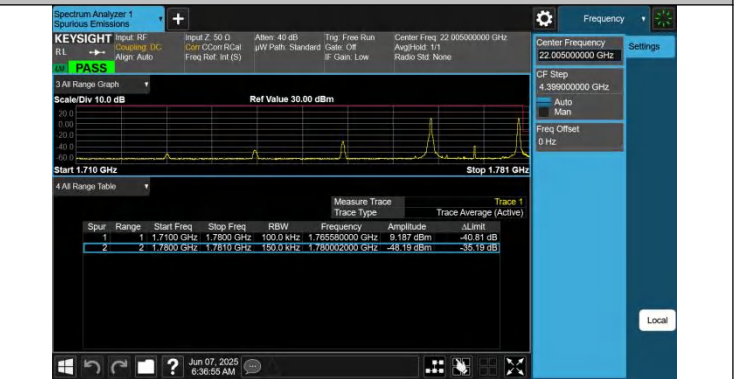 Spectrum Analyzer 1
Spurious Emissions
Frequency
KEYSIGHT
RL
Input: RF
Coupling: DC
Align: Auto
Input Z: 50 Ω
Corr CCorr RCal
Freq Ref: Int (S)
Atten: 40 dB
µW Path: Standard
Trig: Free Run
Gate: Off
IF Gain: Low
Center Freq: 22.005000000 GHz
Avg|Hold: 1/1
Radio Std: None
PASS
Center Frequency
22.005000000 GHz
Settings
CF Step
4.399000000 GHz
Auto
Man
Freq Offset
0 Hz
3 All Range Graph
Scale/Div 10.0 dB
Ref Value 30.00 dBm
20.0
0.00
-20.0
-40.0
-60.0
Start 1.710 GHz
Stop 1.781 GHz
4 All Range Table
Measure Trace Trace 1
Trace Type Trace Average (Active)
Spur Range Start Freq Stop Freq RBW Frequency Amplitude ΔLimit
1 1 1.7100 GHz 1.7800 GHz 100.0 kHz 1.765580000 GHz 9.187 dBm -40.81 dB
2 2 1.7800 GHz 1.7810 GHz 150.0 kHz 1.780002000 GHz -48.19 dBm -35.19 dB
Local
?
Jun 07, 2025
6:36:55 AM